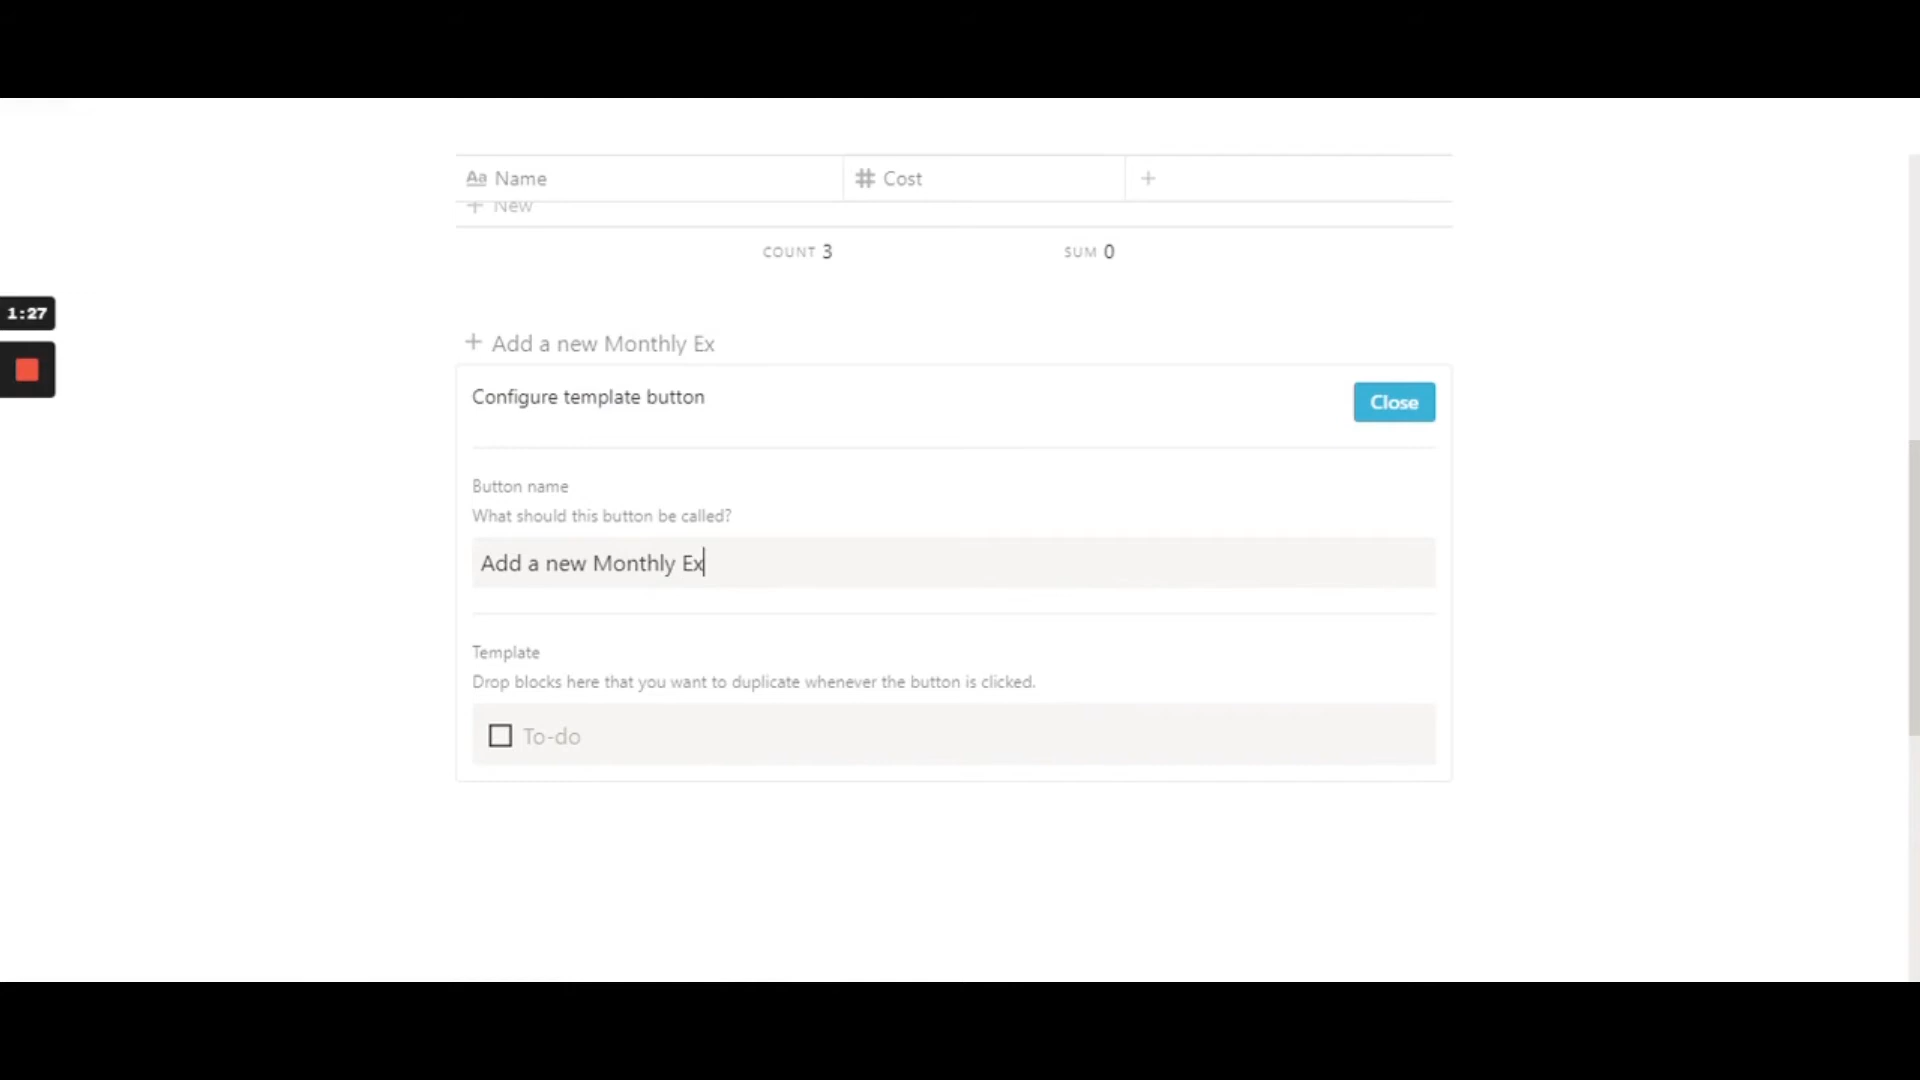 Aa Name # Cost +
+ New
COUNT 3 SUM 0
1:27
+ Add a new Monthly Ex
Configure template button
Close
Button name
What should this button be called?
Add a new Monthly Ex
Template
Drop blocks here that you want to duplicate whenever the button is clicked.
To-do